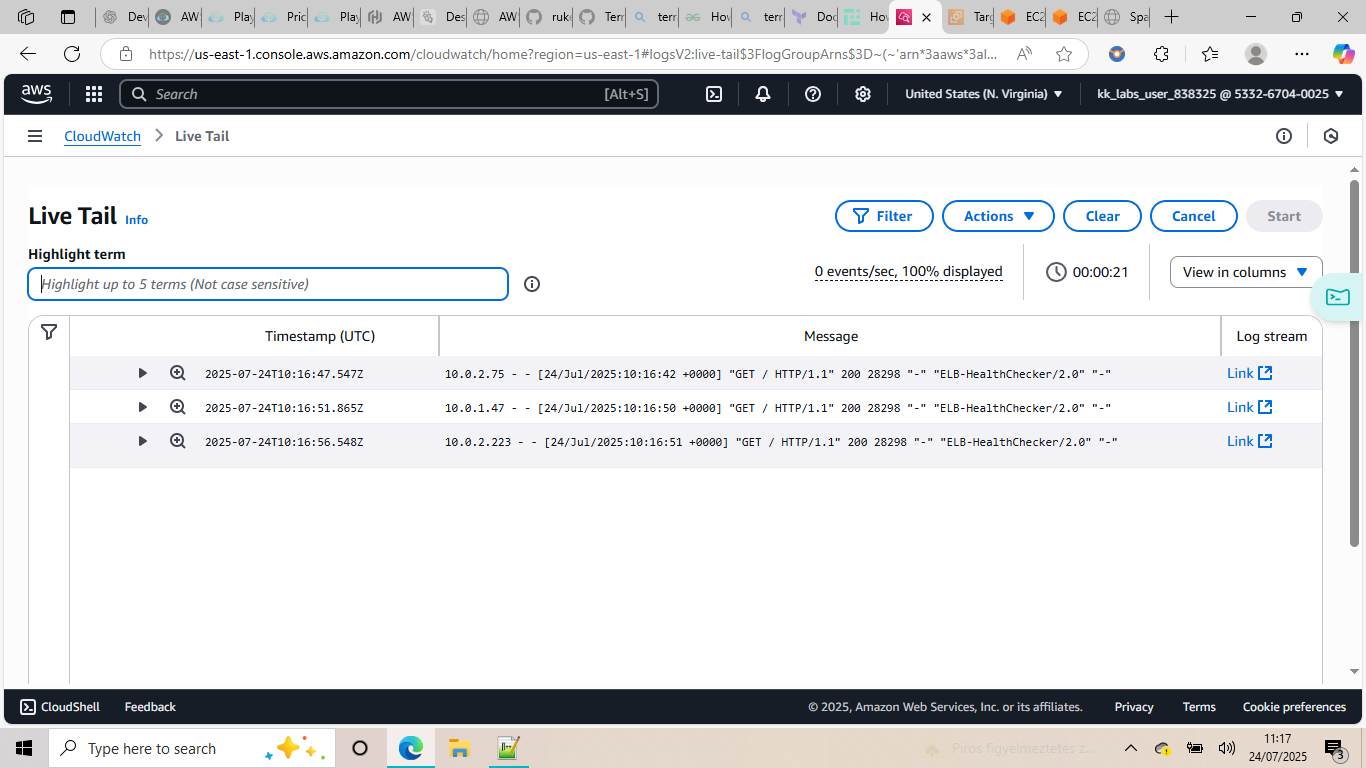 Dev
AW
Play
Pric
Play
AW
Des
AW
ruk
Terr
terr
Hov
terr
Doc
Hov
Targ
EC2
EC2
Spa
https://us-east-1.console.aws.amazon.com/cloudwatch/home?region=us-east-1#logsV2:live-tail$3FlogGroupArns$3D~(~'arn*3aaws*3al...
aws
Search
[Alt+S]
United States (N. Virginia)
kk_labs_user_838325 @ 5332-6704-0025
CloudWatch
Live Tail
Live Tail Info
Filter
Actions
Clear
Cancel
Start
Highlight term
Highlight up to 5 terms (Not case sensitive)
0 events/sec, 100% displayed
00:00:21
View in columns
Timestamp (UTC) Message Log stream
2025-07-24T10:16:47.547Z 10.0.2.75 - - [24/Jul/2025:10:16:42 +0000] "GET / HTTP/1.1" 200 28298 "-" "ELB-HealthChecker/2.0" "-" Link
2025-07-24T10:16:51.865Z 10.0.1.47 - - [24/Jul/2025:10:16:50 +0000] "GET / HTTP/1.1" 200 28298 "-" "ELB-HealthChecker/2.0" "-" Link
2025-07-24T10:16:56.548Z 10.0.2.223 - - [24/Jul/2025:10:16:51 +0000] "GET / HTTP/1.1" 200 28298 "-" "ELB-HealthChecker/2.0" "-" Link
CloudShell
Feedback
© 2025, Amazon Web Services, Inc. or its affiliates.
Privacy
Terms
Cookie preferences
Type here to search
Piros figyelmeztetés z...
11:17
24/07/2025
3